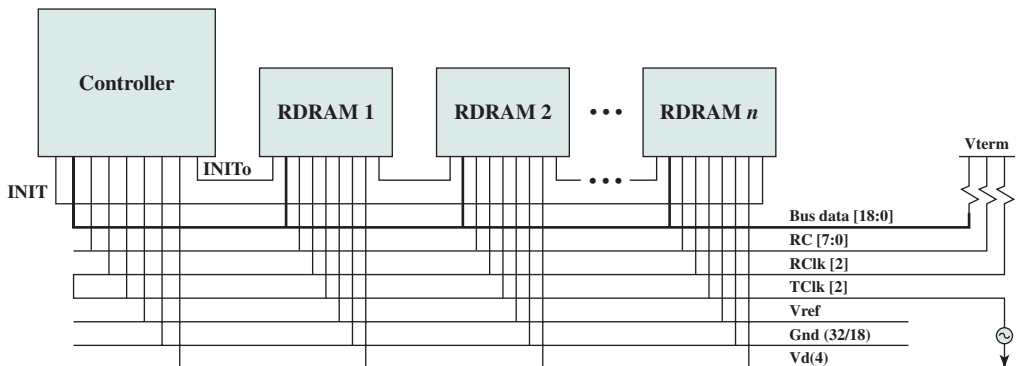 Controller
RDRAM 1
RDRAM 2
•••
RDRAM n
Vterm
INITo
•••
INIT
Bus data [18:0]
RC [7:0]
RClk [2]
TClk [2]
Vref
Gnd (32/18)
Vd(4)